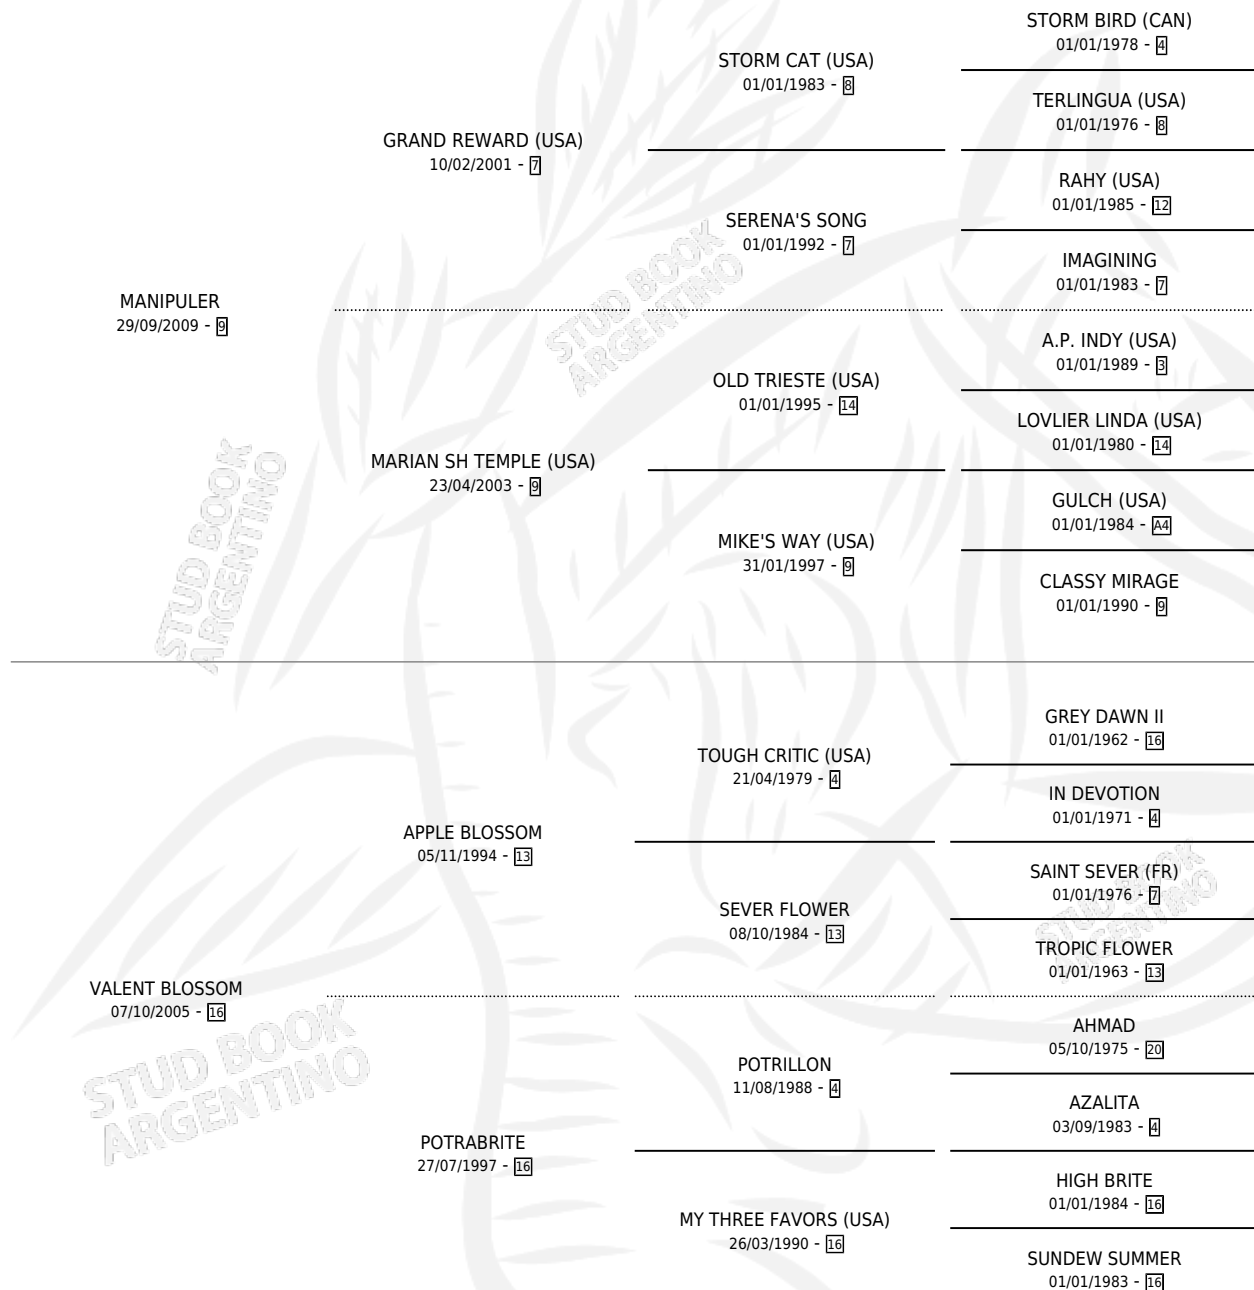 STORM BIRD (CAN)
01/01/1978 - 4
STORM CAT (USA)
01/01/1983 - 8
TERLINGUA (USA)
01/01/1976 - 8
GRAND REWARD (USA)
10/02/2001 - 7
RAHY (USA)
01/01/1985 - 12
SERENA'S SONG
01/01/1992 - 7
IMAGINING
01/01/1983 - 7
MANIPULER
29/09/2009 - 9
STUD BOOK
ARGENTINO
A.P. INDY (USA)
01/01/1989 - 3
OLD TRIESTE (USA)
01/01/1995 - 14
LOVLIER LINDA (USA)
01/01/1980 - 14
MARIAN SH TEMPLE (USA)
23/04/2003 - 9
GULCH (USA)
01/01/1984 - A4
MIKE'S WAY (USA)
31/01/1997 - 9
CLASSY MIRAGE
01/01/1990 - 9
STUD BOOK
ARGENTINO
GREY DAWN II
01/01/1962 - 16
TOUGH CRITIC (USA)
21/04/1979 - 4
IN DEVOTION
01/01/1971 - 4
APPLE BLOSSOM
05/11/1994 - 13
SAINT SEVER (FR)
01/01/1976 - 7
SEVER FLOWER
08/10/1984 - 13
TROPIC FLOWER
01/01/1963 - 13
STUD BOOK
ARGENTINO
VALENT BLOSSOM
07/10/2005 - 16
AHMAD
05/10/1975 - 20
POTRILLON
11/08/1988 - 4
AZALITA
03/09/1983 - 4
STUD BOOK
ARGENTINO
POTRABRITE
27/07/1997 - 16
HIGH BRITE
01/01/1984 - 16
MY THREE FAVORS (USA)
26/03/1990 - 16
SUNDEW SUMMER
01/01/1983 - 16